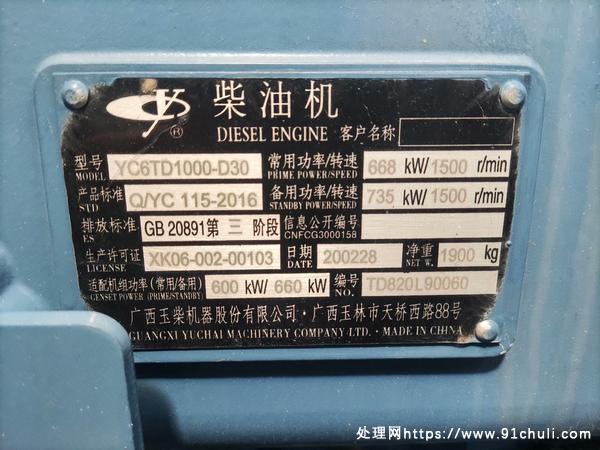 柴油机
DIESEL ENGINE 客户名称
型号 YC6TD1000-D30 常用功率/转速 668 kW/ 1500 r/min
MODEL PRIME POWER/SPEED
产品标准 Q/YC 115-2016 备用功率/转速 735 kW/ 1500 r/min
STD STANDBY POWER/SPEED
排放标准 GB 20891第 三 阶段 信息公开编号
ES CNFCG3000158
生产许可证 XK06-002-00103 日期 200228 净重 1900 kg
LICENSE DATE NET W.
适配机组功率(常用/备用) 600 kW/ 660 kW 编号 TD820L90060
GENSET POWER (PRIME/STANDBY) NO.
广西玉柴机器股份有限公司·广西玉林市天桥西路88号
GUANGXI YUCHAI MACHINERY COMPANY LTD. · MADE IN CHINA
处理网https://www.91chuli.com/